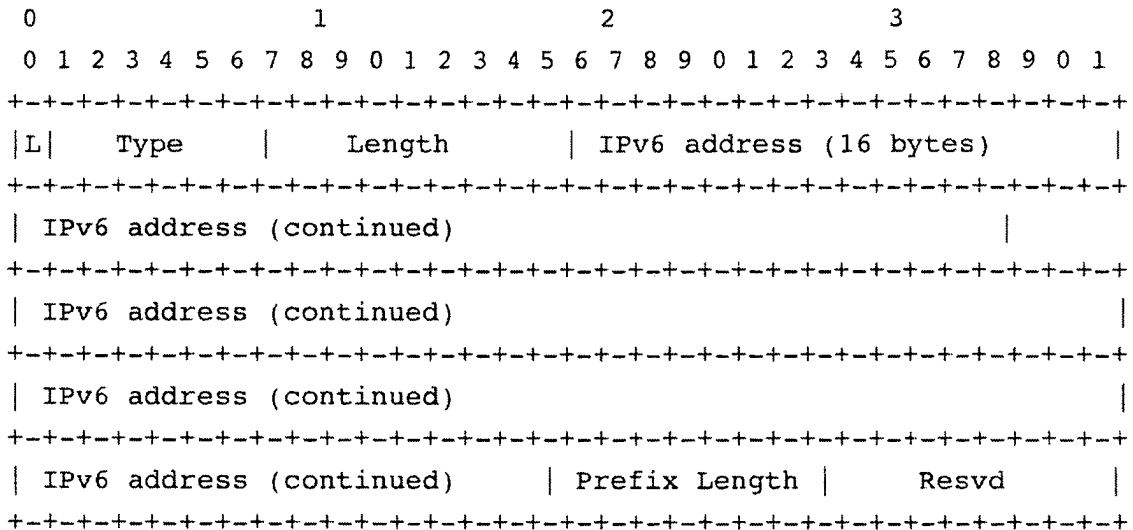 0                   1                   2                   3
0 1 2 3 4 5 6 7 8 9 0 1 2 3 4 5 6 7 8 9 0 1 2 3 4 5 6 7 8 9 0 1
+-+-+-+-+-+-+-+-+-+-+-+-+-+-+-+-+-+-+-+-+-+-+-+-+-+-+-+-+-+-+-+-+
|L|    Type     |     Length      | IPv6 address (16 bytes)       |
+-+-+-+-+-+-+-+-+-+-+-+-+-+-+-+-+-+-+-+-+-+-+-+-+-+-+-+-+-+-+-+-+
| IPv6 address (continued)                                |
+-+-+-+-+-+-+-+-+-+-+-+-+-+-+-+-+-+-+-+-+-+-+-+-+-+-+-+-+-+-+-+-+
| IPv6 address (continued)                                       |
+-+-+-+-+-+-+-+-+-+-+-+-+-+-+-+-+-+-+-+-+-+-+-+-+-+-+-+-+-+-+-+-+
| IPv6 address (continued)                                       |
+-+-+-+-+-+-+-+-+-+-+-+-+-+-+-+-+-+-+-+-+-+-+-+-+-+-+-+-+-+-+-+-+
| IPv6 address (continued)      | Prefix Length |     Resvd      |
+-+-+-+-+-+-+-+-+-+-+-+-+-+-+-+-+-+-+-+-+-+-+-+-+-+-+-+-+-+-+-+-+